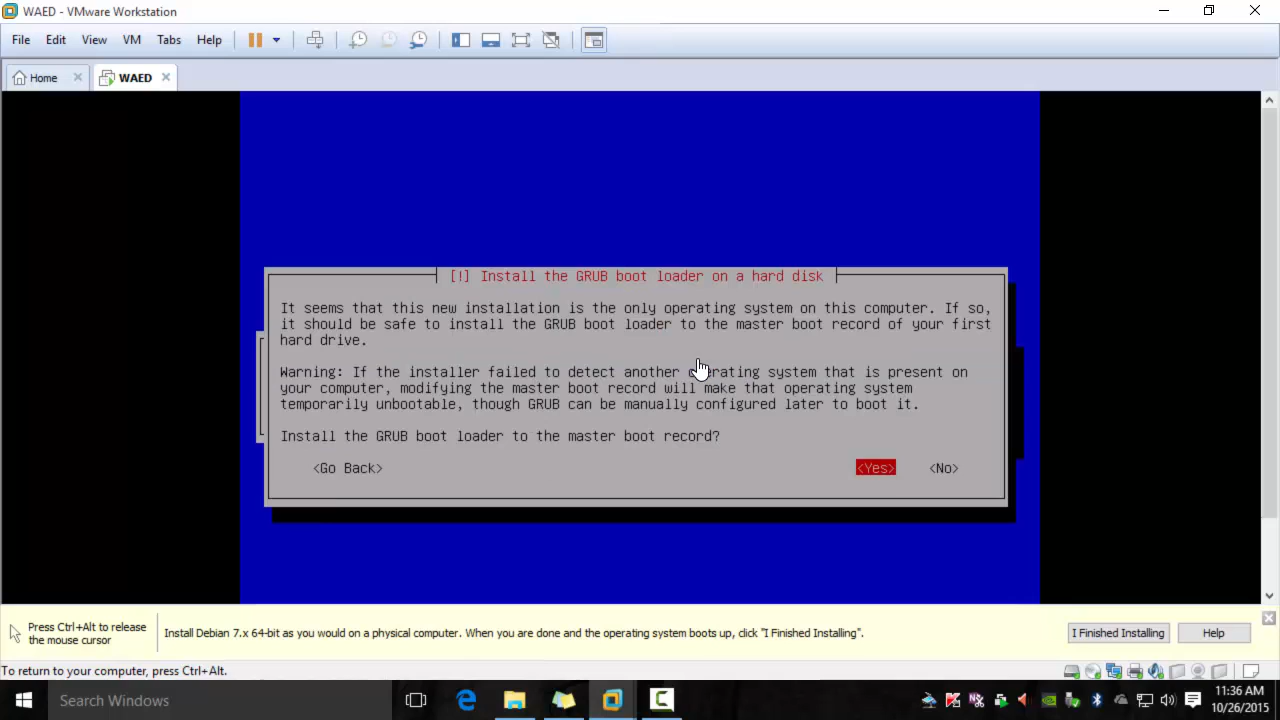 WAED - VMware Workstation
File Edit View VM Tabs Help
Home WAED
[!] Install the GRUB boot loader on a hard disk
It seems that this new installation is the only operating system on this computer. If so,
it should be safe to install the GRUB boot loader to the master boot record of your first
hard drive.
Warning: If the installer failed to detect another operating system that is present on
your computer, modifying the master boot record will make that operating system
temporarily unbootable, though GRUB can be manually configured later to boot it.
Install the GRUB boot loader to the master boot record?
<Go Back> <Yes> <No>
Press Ctrl+Alt to release
the mouse cursor
Install Debian 7.x 64-bit as you would on a physical computer. When you are done and the operating system boots up, click "I Finished Installing".
I Finished Installing Help
To return to your computer, press Ctrl+Alt.
Search Windows
11:36 AM
10/26/2015